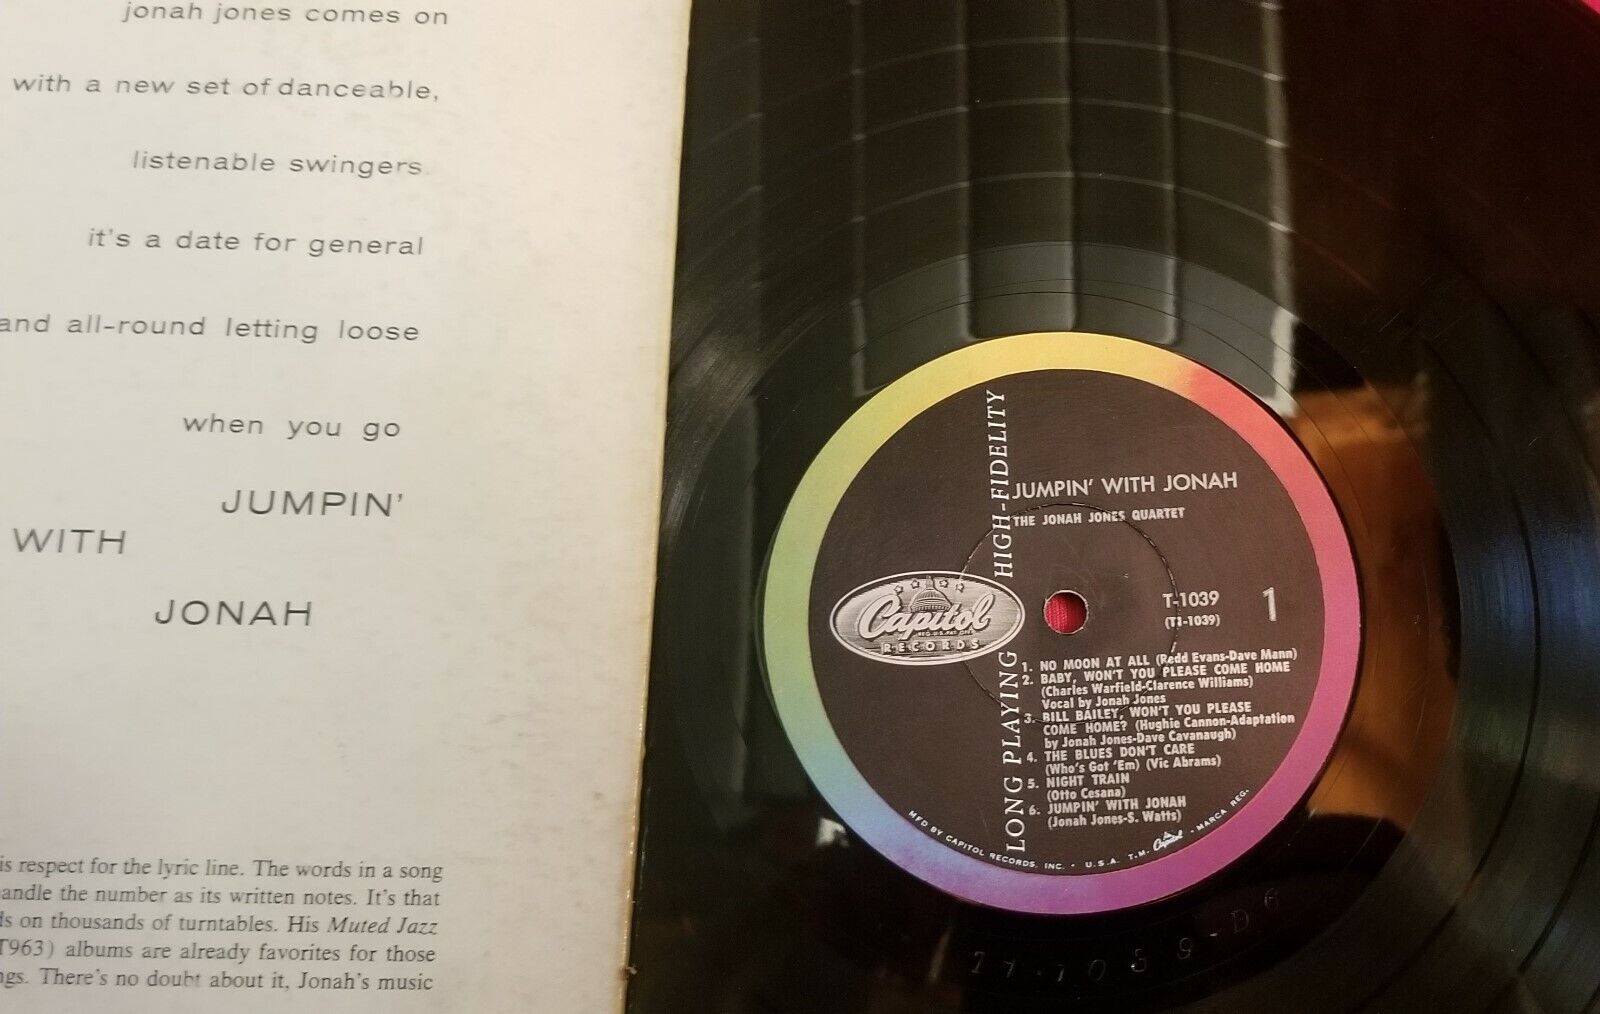 jonah jones comes on
with a new set of danceable,
listenable swingers.
it's a date for general
and all-round letting loose
when you go
JUMPIN'
WITH
JONAH
is respect for the lyric line. The words in a song
andle the number as its written notes. It's that
ds on thousands of turntables. His Muted Jazz
T963) albums are already favorites for those
ngs. There's no doubt about it, Jonah's music
LONG PLAYING HIGH-FIDELITY
JUMPIN' WITH JONAH
THE JONAH JONES QUARTET
Capitol
REG. U.S. PAT. OFF.
RECORDS
T-1039
(T1-1039)
1
1. NO MOON AT ALL (Redd Evans-Dave Mann)
2. BABY, WON'T YOU PLEASE COME HOME
(Charles Warfield-Clarence Williams)
Vocal by Jonah Jones
3. BILL BAILEY, WON'T YOU PLEASE
COME HOME? (Hughie Cannon-Adaptation
by Jonah Jones-Dave Cavanaugh)
4. THE BLUES DON'T CARE
(Who's Got 'Em) (Vic Abrams)
5. NIGHT TRAIN
(Otto Cesana)
6. JUMPIN' WITH JONAH
(Jonah Jones-S. Watts)
MFD BY CAPITOL RECORDS, INC. • U.S.A. T.M. Capitol • MARCA REG.
T1-1039-D6